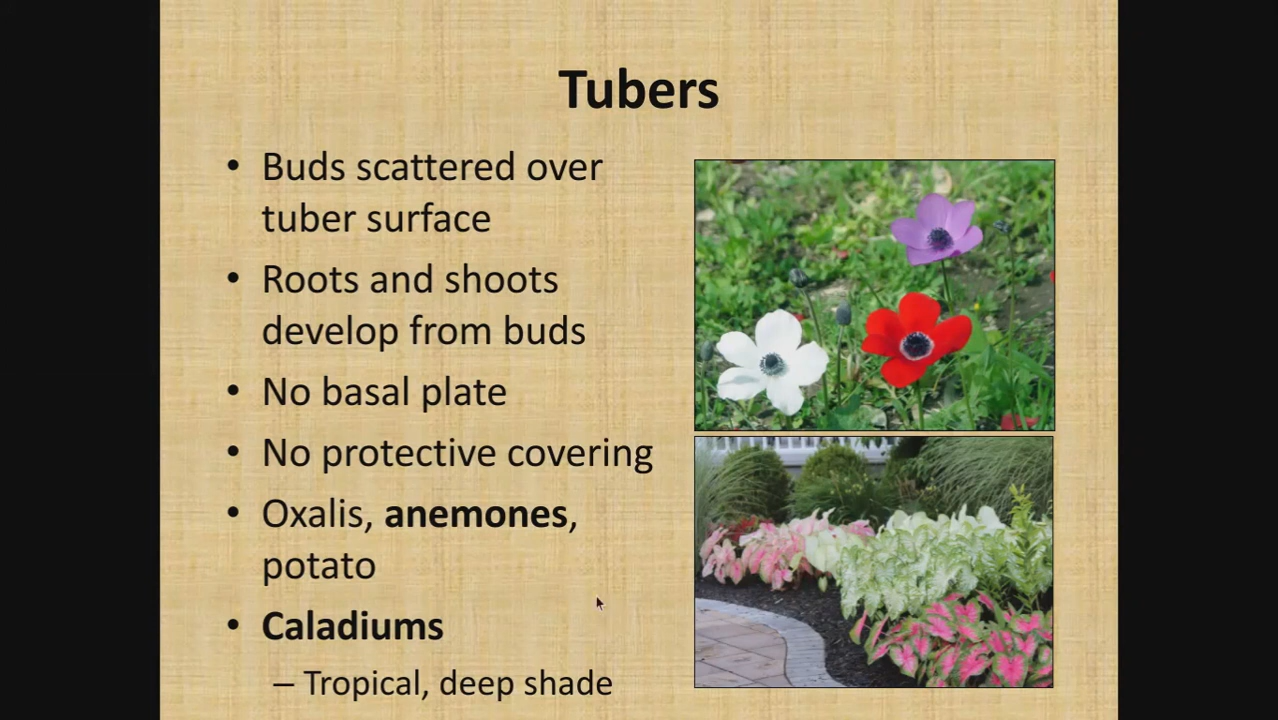 Tubers
• Buds scattered over
tuber surface
• Roots and shoots
develop from buds
• No basal plate
• No protective covering
• Oxalis, anemones,
potato
• Caladiums
– Tropical, deep shade